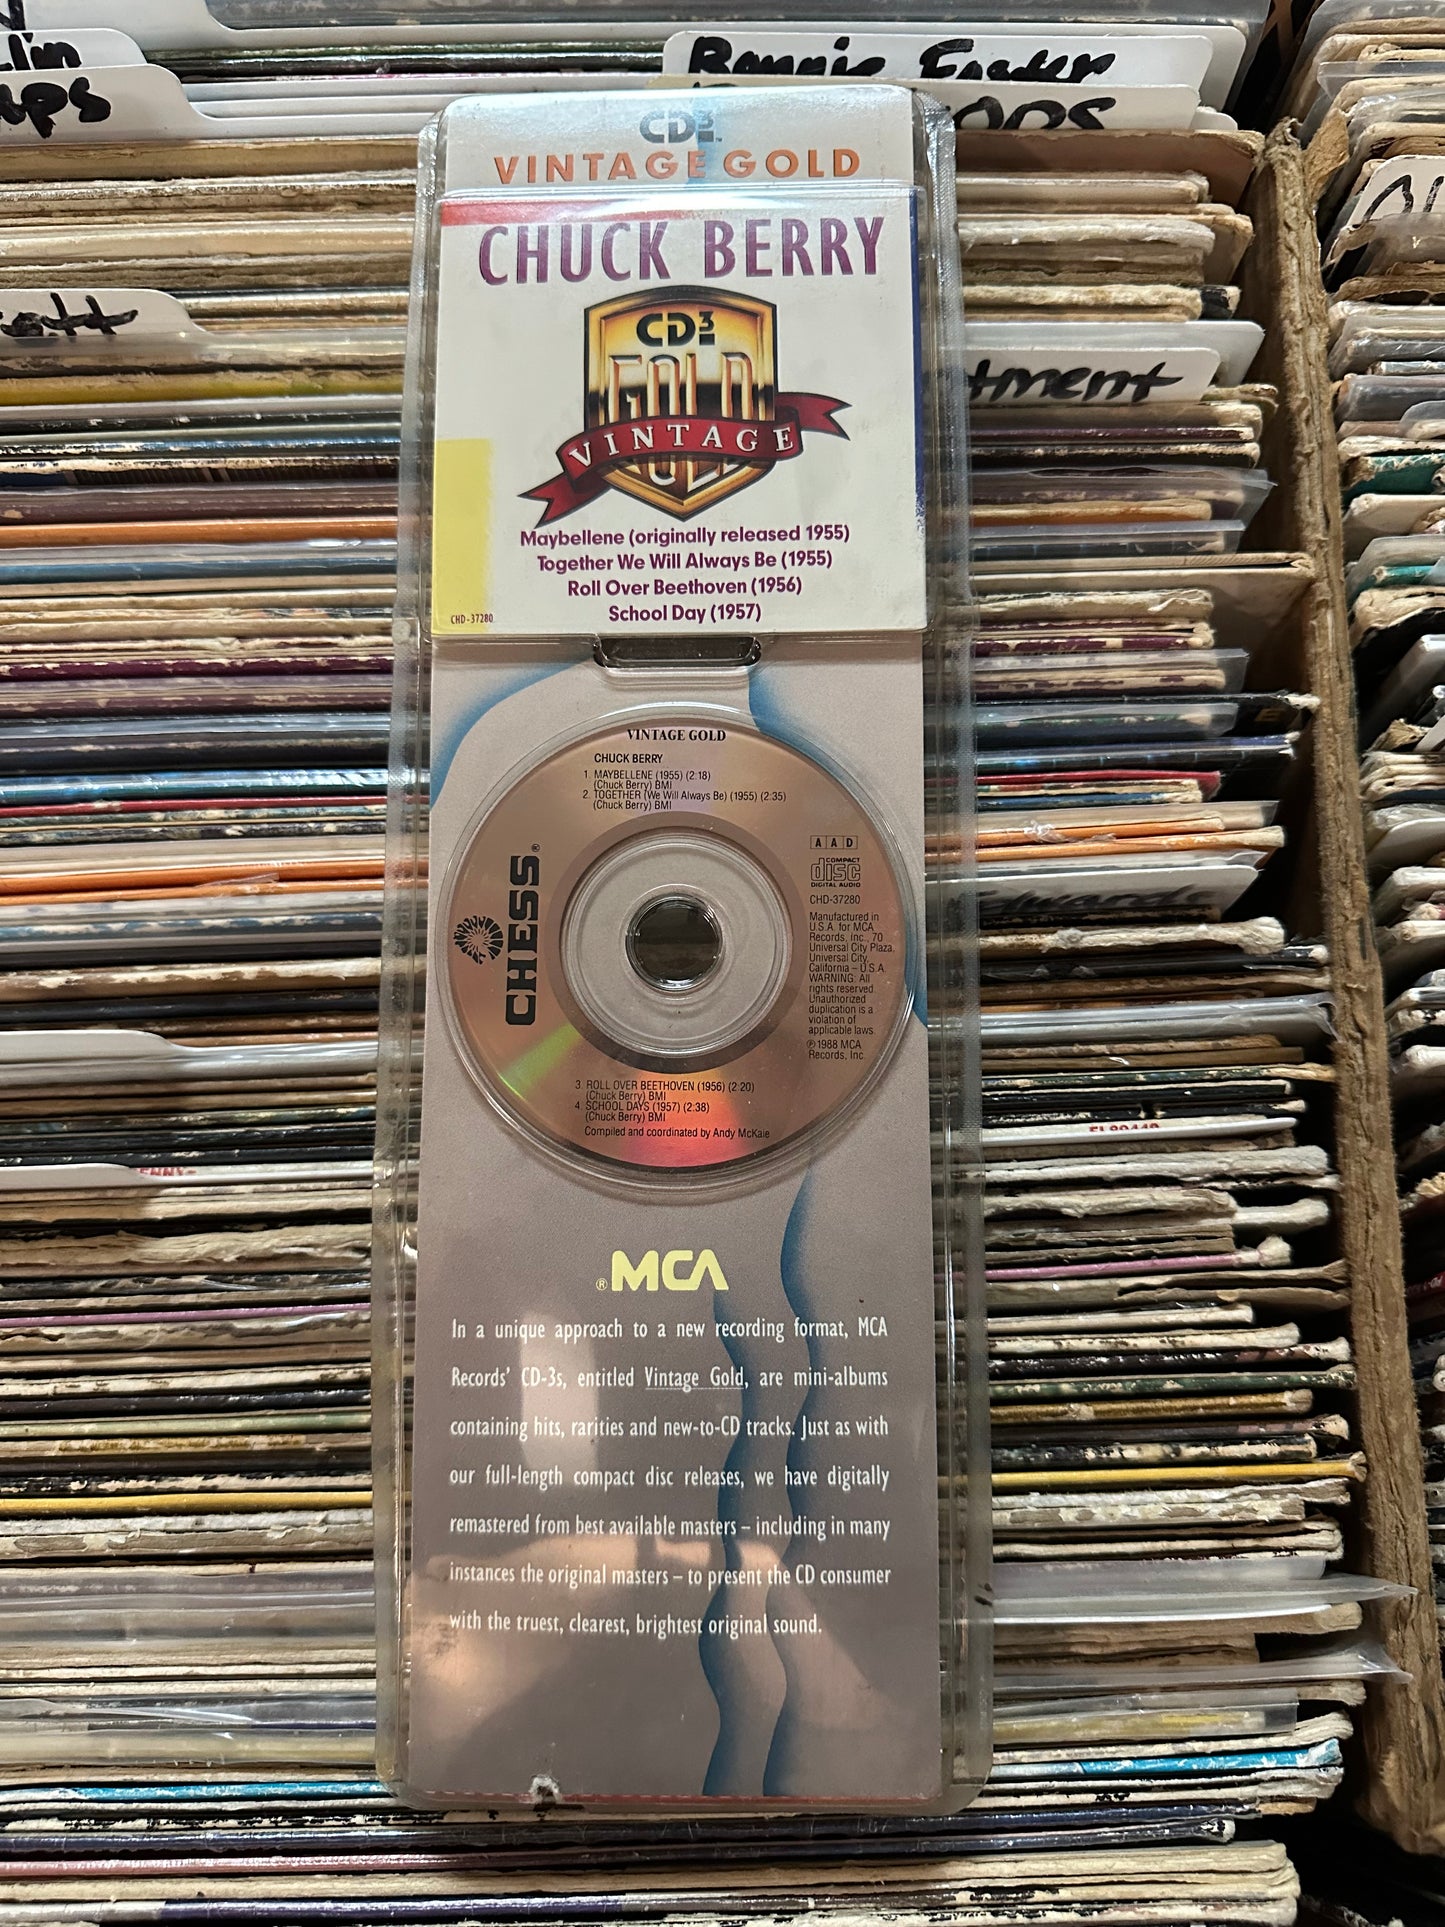 Ronnie Foster
CD3™
VINTAGE GOLD
CHUCK BERRY
CD3
GOLD
VINTAGE
Maybellene (originally released 1955)
Together We Will Always Be (1955)
Roll Over Beethoven (1956)
School Day (1957)
CHD-37280
VINTAGE GOLD
CHUCK BERRY
1. MAYBELLENE (1955) (2:18)
(Chuck Berry) BMI
2. TOGETHER (We Will Always Be) (1955) (2:35)
(Chuck Berry) BMI
CHESS®
A A D
COMPACT
disc
DIGITAL AUDIO
CHD-37280
Manufactured in
U.S.A. for MCA
Records, Inc., 70
Universal City Plaza,
Universal City,
California – U.S.A.
WARNING: All
rights reserved.
Unauthorized
duplication is a
violation of
applicable laws.
℗1988 MCA
Records, Inc.
3. ROLL OVER BEETHOVEN (1956) (2:20)
(Chuck Berry) BMI
4. SCHOOL DAYS (1957) (2:38)
(Chuck Berry) BMI
Compiled and coordinated by Andy McKaie
®MCA
In a unique approach to a new recording format, MCA
Records' CD-3s, entitled Vintage Gold, are mini-albums
containing hits, rarities and new-to-CD tracks. Just as with
our full-length compact disc releases, we have digitally
remastered from best available masters – including in many
instances the original masters – to present the CD consumer
with the truest, clearest, brightest original sound.